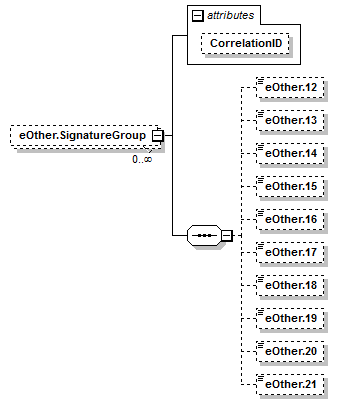 attributes
CorrelationID
eOther.SignatureGroup
0..∞
eOther.12
eOther.13
eOther.14
eOther.15
eOther.16
eOther.17
eOther.18
eOther.19
eOther.20
eOther.21